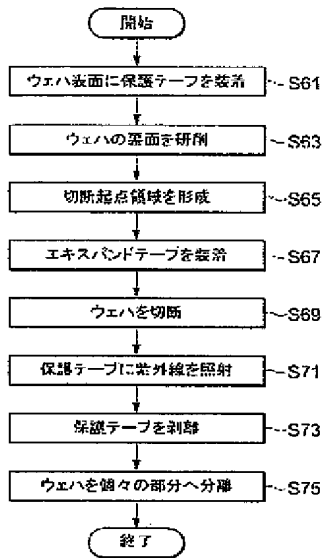 開始
ウェハ表面に保護テープを装着 S61
ウェハの裏面を研削 S63
切断起点領域を形成 S65
エキスパンドテープを装着 S67
ウェハを切断 S69
保護テープに紫外線を照射 S71
保護テープを剥離 S73
ウェハを個々の部分へ分離 S75
終了